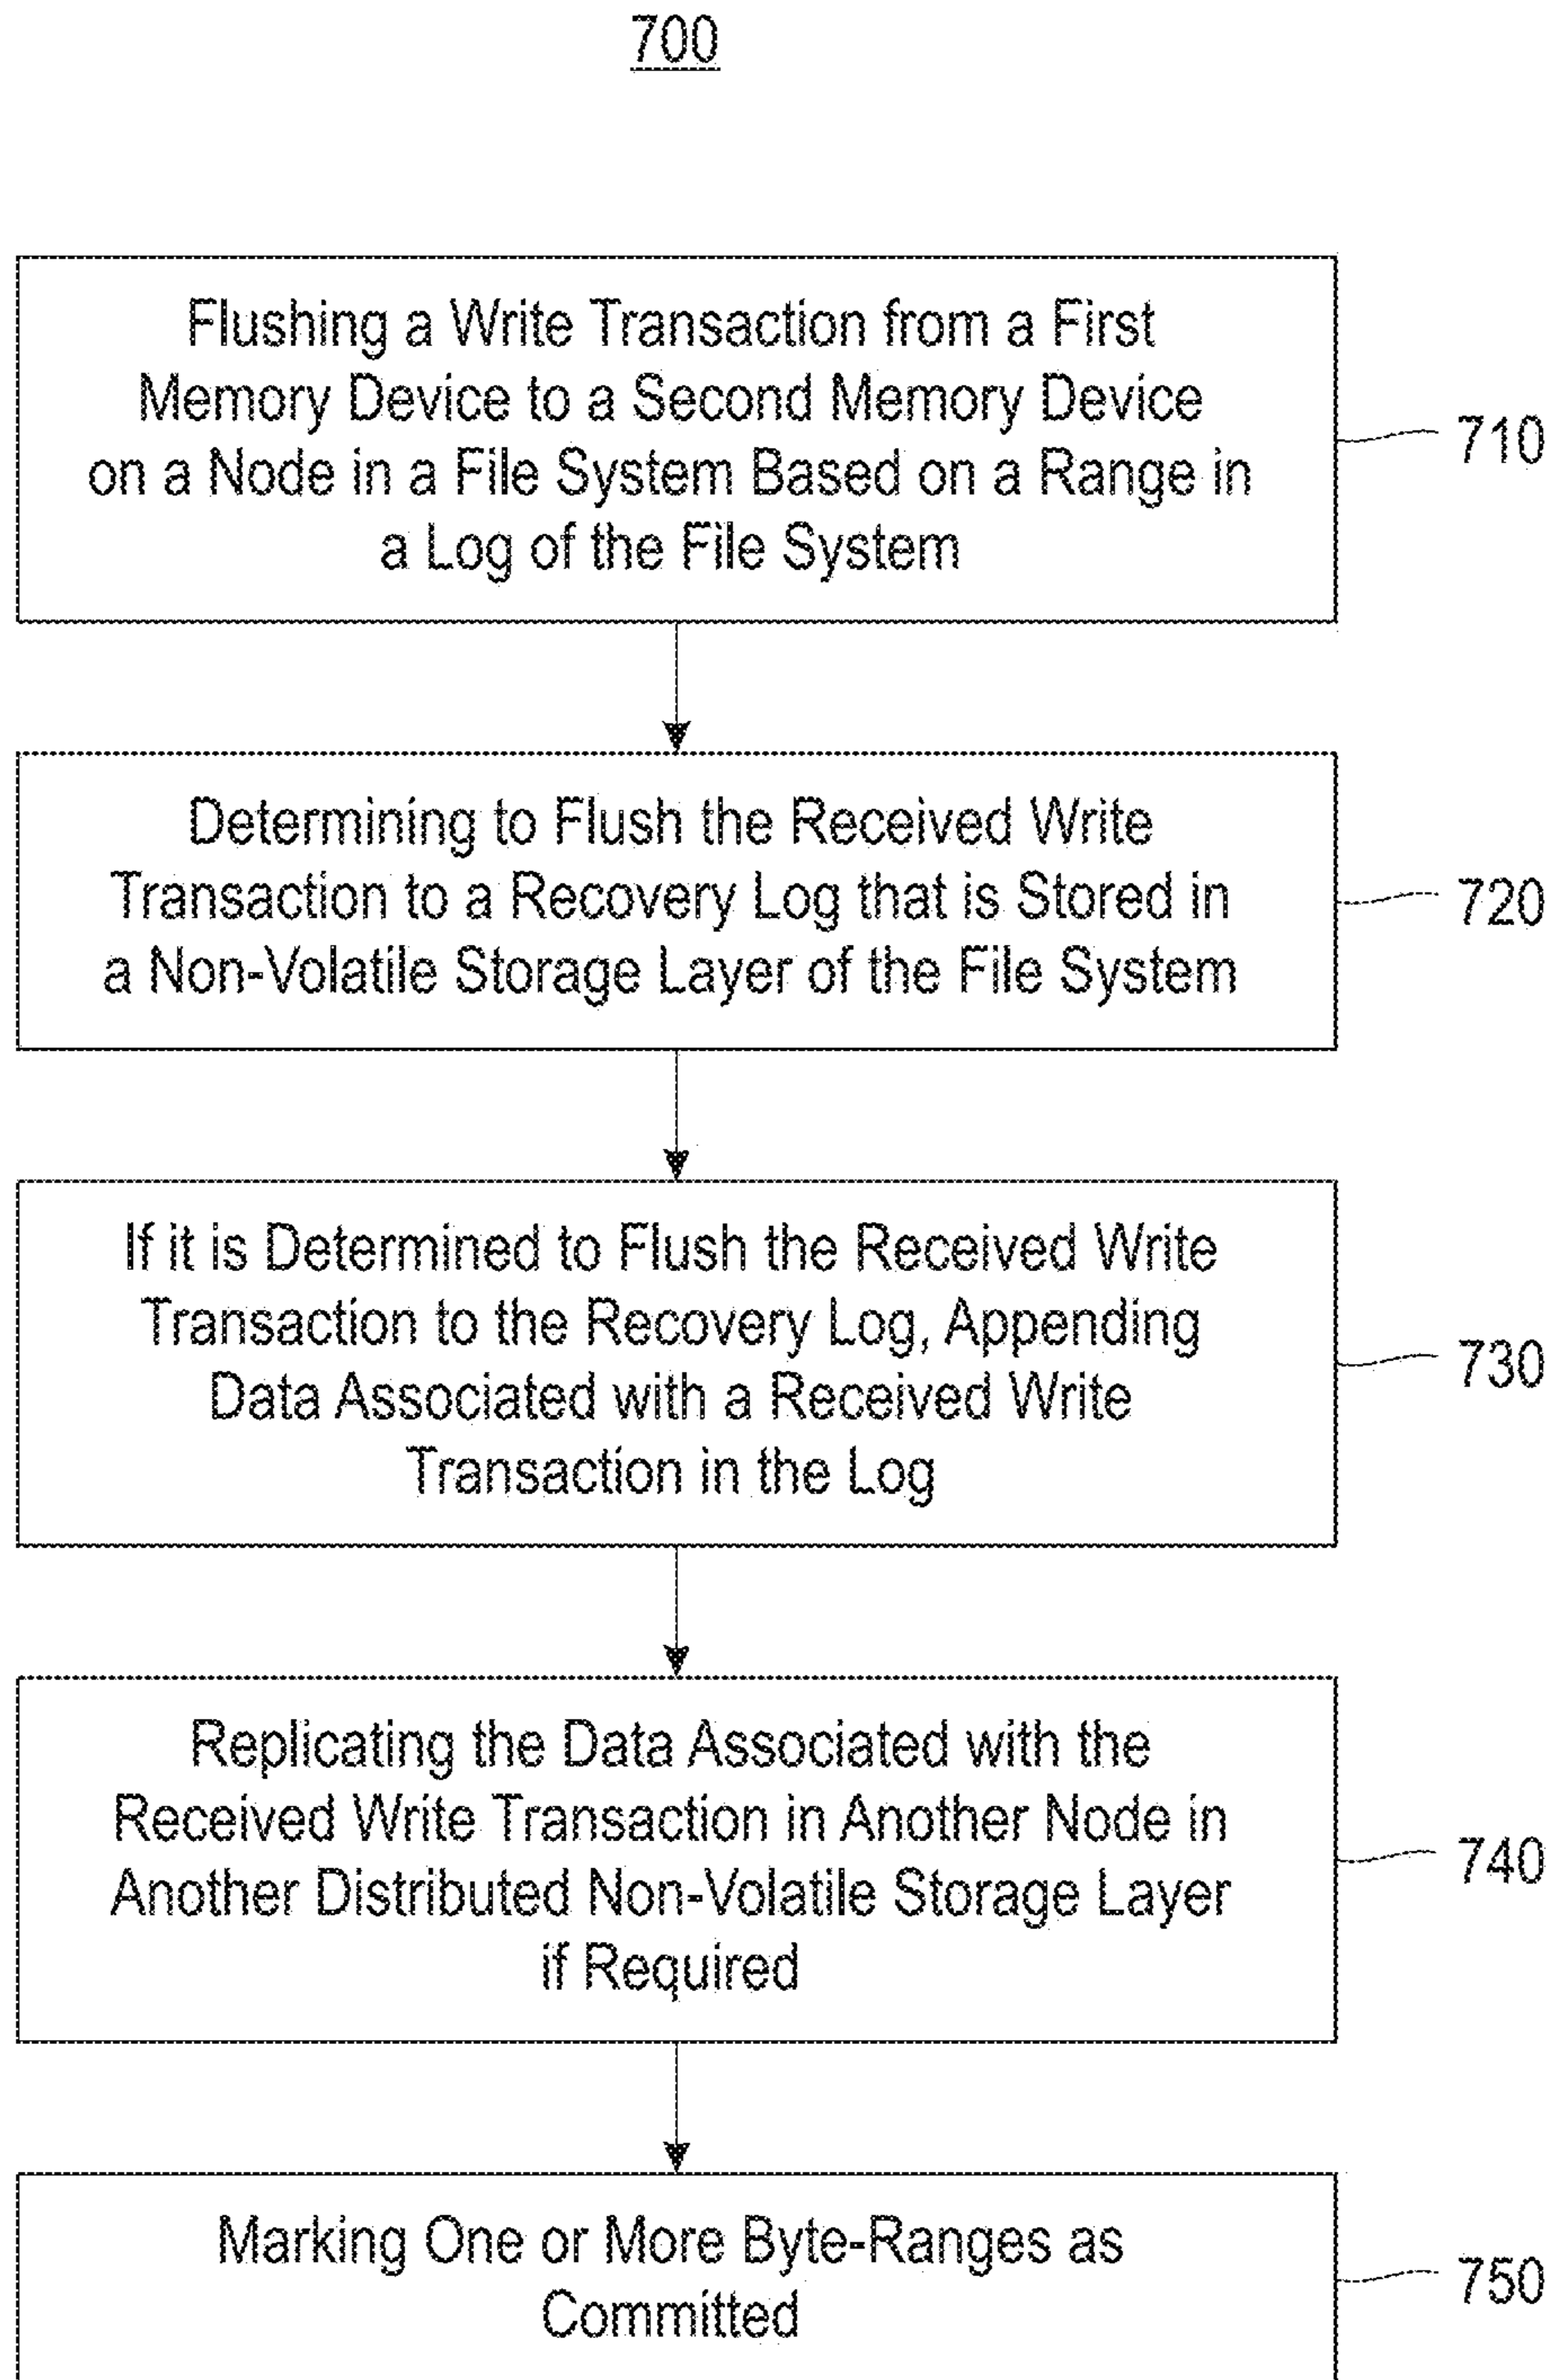 700
Flushing a Write Transaction from a First
Memory Device to a Second Memory Device
on a Node in a File System Based on a Range in
a Log of the File System
710
Determining to Flush the Received Write
Transaction to a Recovery Log that is Stored in
a Non-Volatile Storage Layer of the File System
720
If it is Determined to Flush the Received Write
Transaction to the Recovery Log, Appending
Data Associated with a Received Write
Transaction in the Log
730
Replicating the Data Associated with the
Received Write Transaction in Another Node in
Another Distributed Non-Volatile Storage Layer
if Required
740
Marking One or More Byte-Ranges as
Committed
750